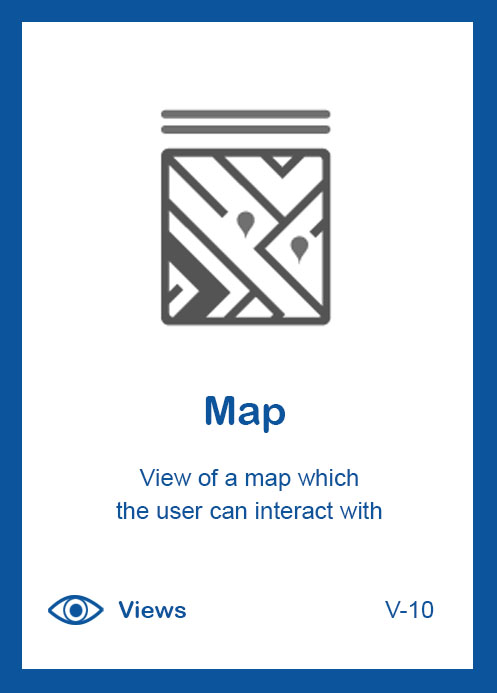 Map
View of a map which
the user can interact with
Views
V-10